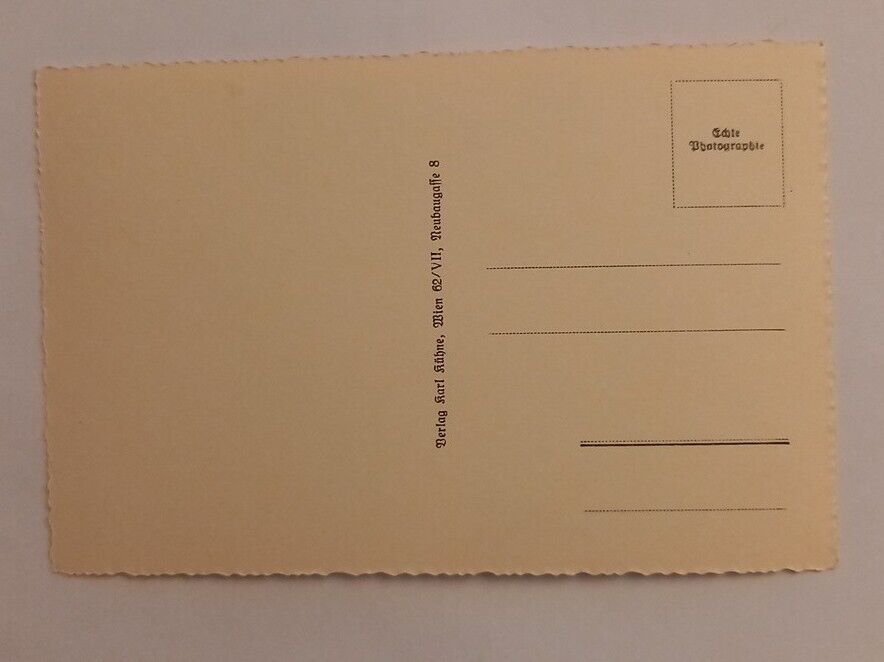 Verlag Karl Kühne, Wien 62/VII, Neubaugasse 8
Echte
Photographie